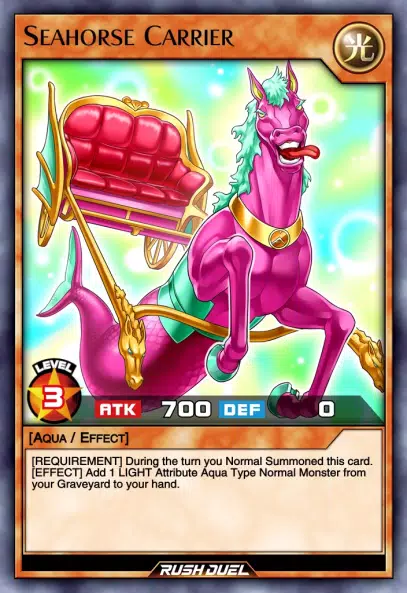 Seahorse Carrier
光
LEVEL
3
ATK 700 DEF 0
[Aqua / Effect]
[REQUIREMENT] During the turn you Normal Summoned this card.
[EFFECT] Add 1 LIGHT Attribute Aqua Type Normal Monster from
your Graveyard to your hand.
RUSH DUEL